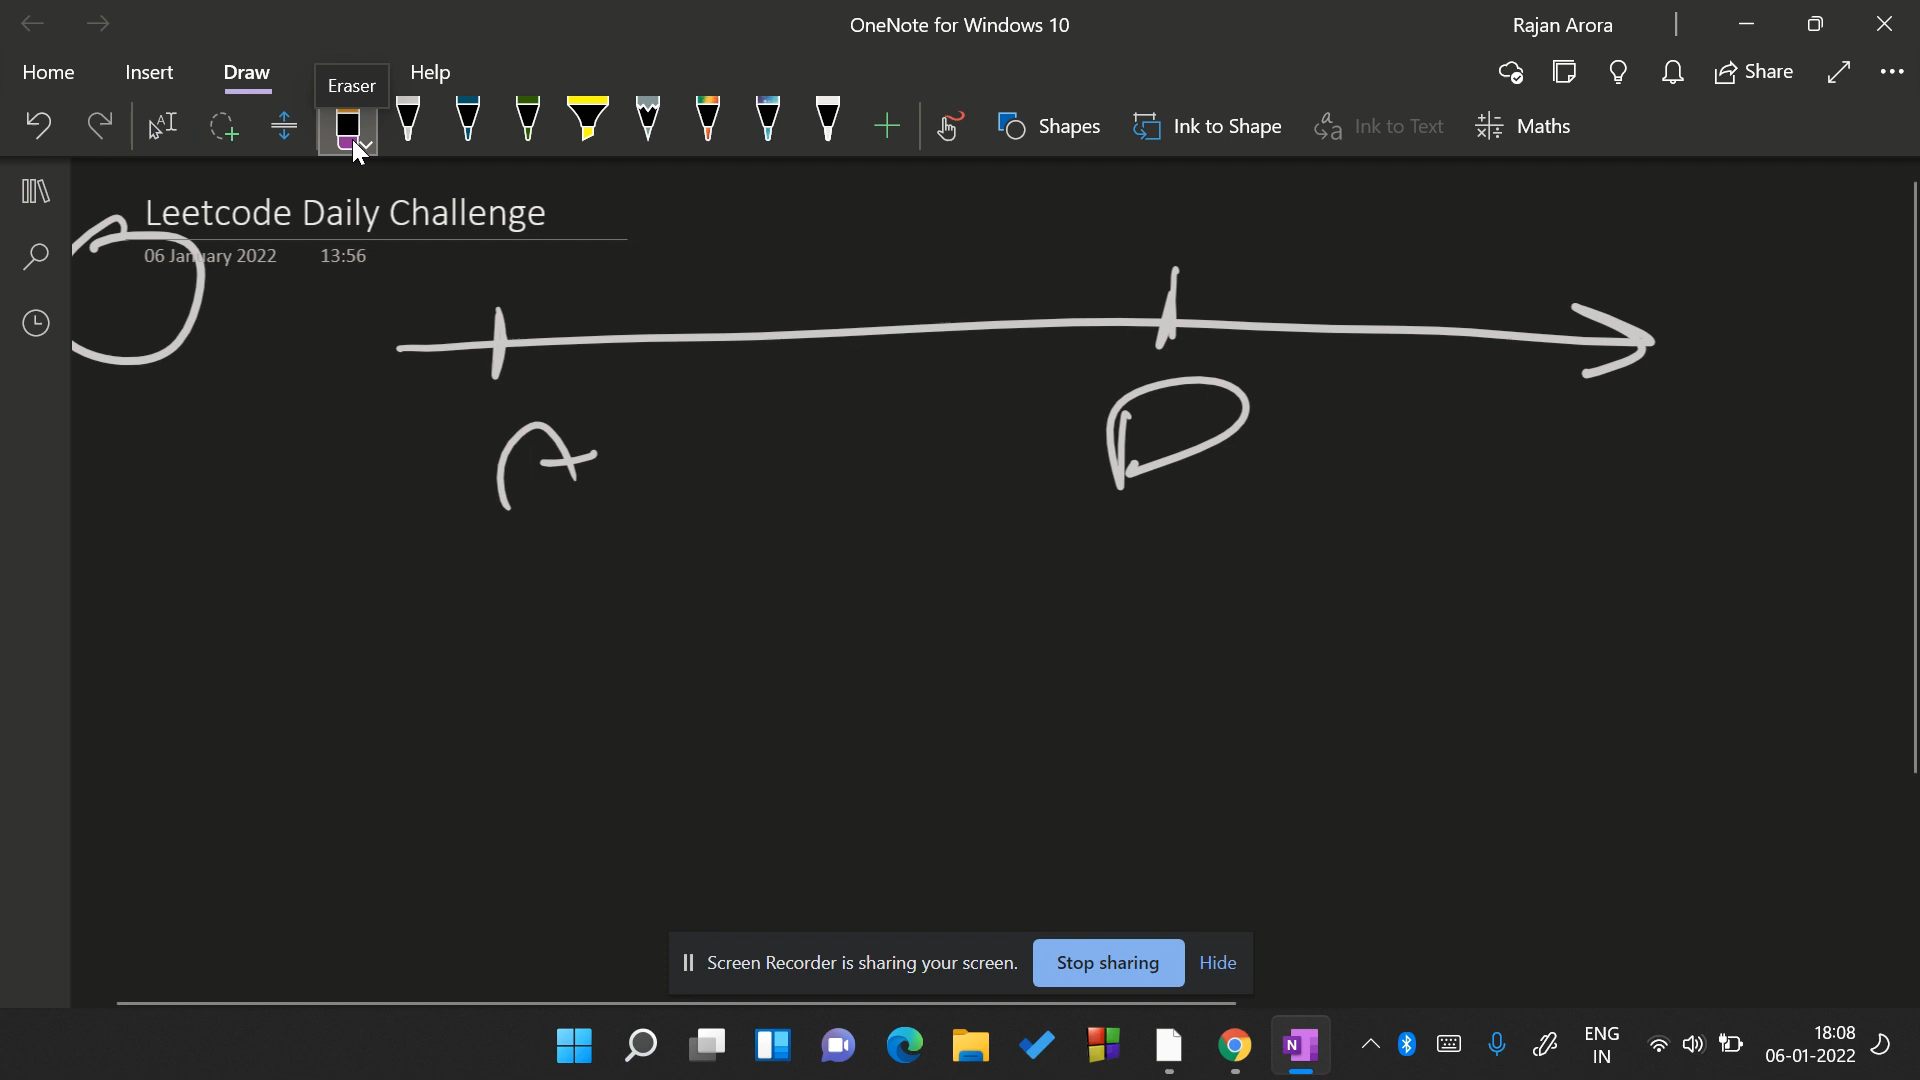 OneNote for Windows 10
Rajan Arora
Home
Insert
Draw
Eraser
Help
Share
Shapes
Ink to Shape
Ink to Text
Maths
Leetcode Daily Challenge
06 January 2022
13:56
A
D
Screen Recorder is sharing your screen.
Stop sharing
Hide
ENG
IN
18:08
06-01-2022